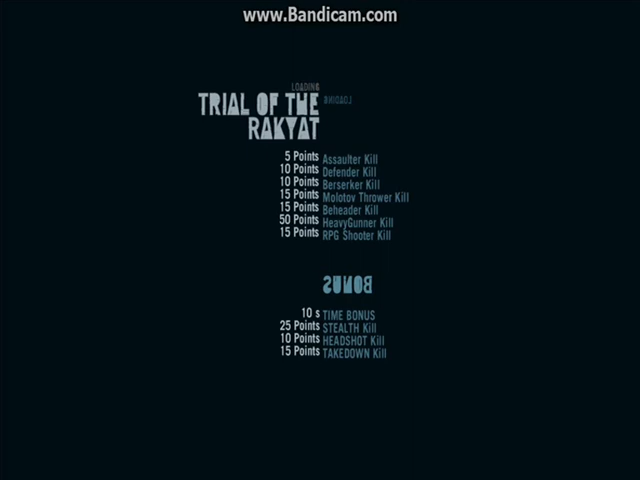 www.Bandicam.com
LOADING
LOADING
TRIAL OF THE
RAKYAT
5 Points Assaulter Kill
10 Points Defender Kill
10 Points Berserker Kill
15 Points Molotov Thrower Kill
15 Points Beheader Kill
50 Points HeavyGunner Kill
15 Points RPG Shooter Kill
BONUS
10 s TIME BONUS
25 Points STEALTH Kill
10 Points HEADSHOT Kill
15 Points TAKEDOWN Kill